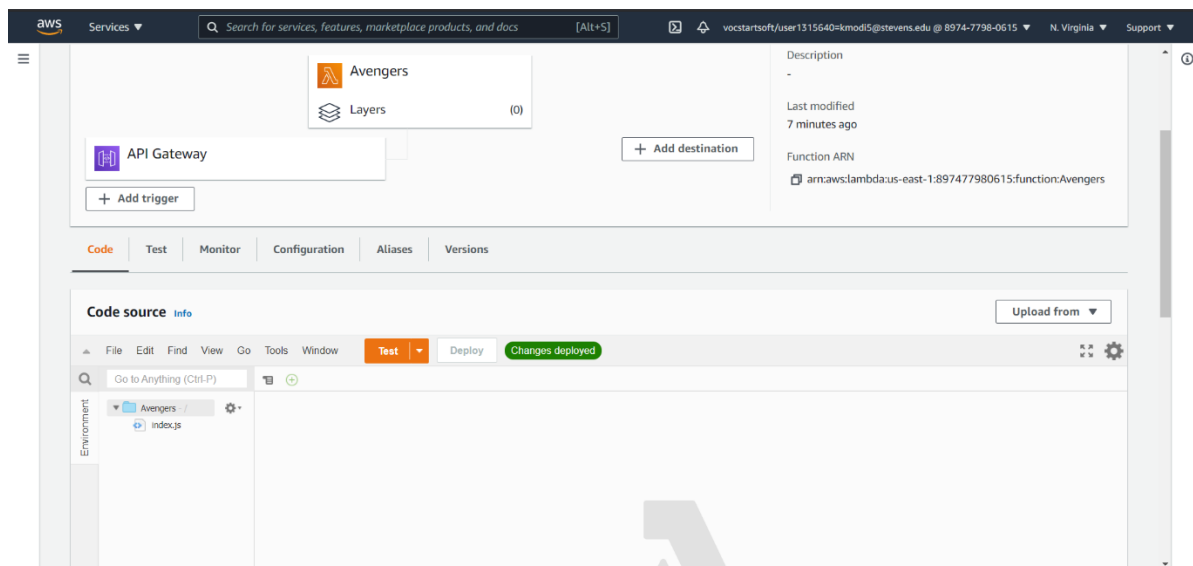 aws Services ▼ Search for services, features, marketplace products, and docs [Alt+S] vocstartsoft/user1315640=kmodi5@stevens.edu @ 8974-7798-0615 ▼ N. Virginia ▼ Support ▼
Avengers
Layers (0)
API Gateway
+ Add trigger
+ Add destination
Description
-
Last modified
7 minutes ago
Function ARN
arn:aws:lambda:us-east-1:897477980615:function:Avengers
Code Test Monitor Configuration Aliases Versions
Code source Info
Upload from ▼
File Edit Find View Go Tools Window Test Deploy Changes deployed
Go to Anything (Ctrl-P)
Environment
Avengers - /
index.js